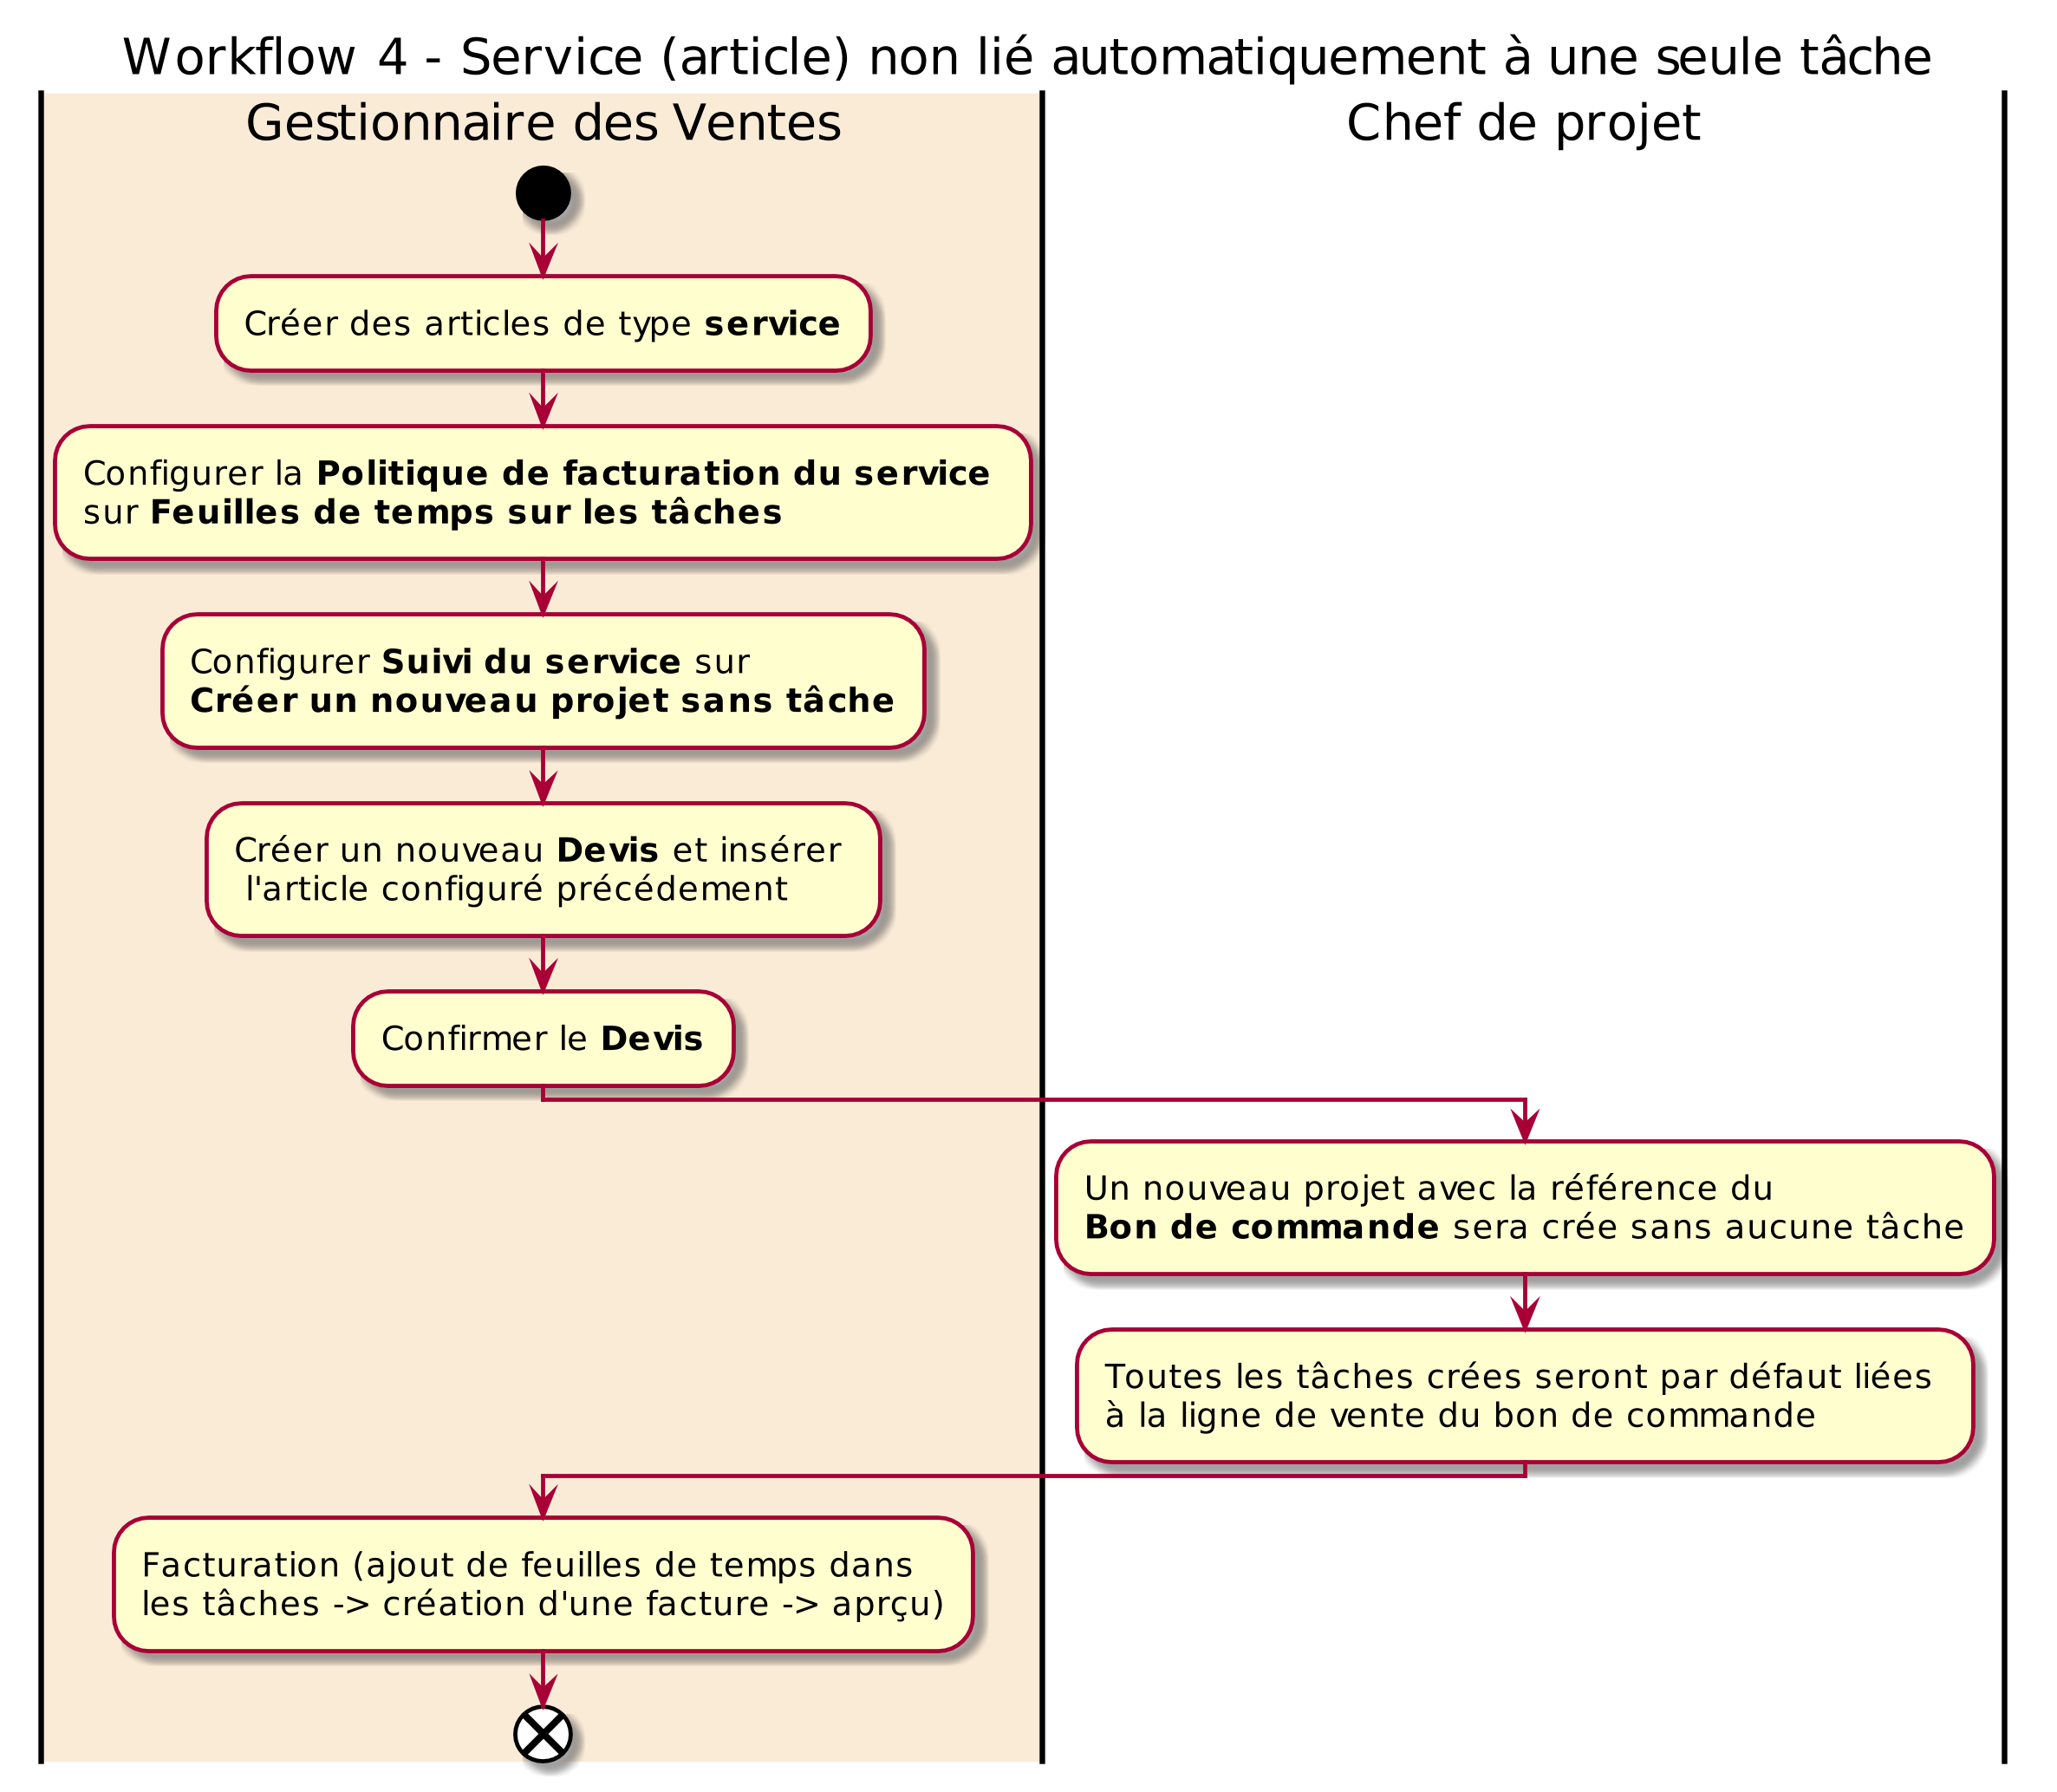 Workflow 4 - Service (article) non lié automatiquement à une seule tâche
Gestionnaire des Ventes
Chef de projet
Créer des articles de type service
Configurer la Politique de facturation du service
sur Feuilles de temps sur les tâches
Configurer Suivi du service sur
Créer un nouveau projet sans tâche
Créer un nouveau Devis et insérer
l'article configuré précédement
Confirmer le Devis
Un nouveau projet avec la référence du
Bon de commande sera crée sans aucune tâche
Toutes les tâches crées seront par défaut liées
à la ligne de vente du bon de commande
Facturation (ajout de feuilles de temps dans
les tâches -> création d'une facture -> aprçu)